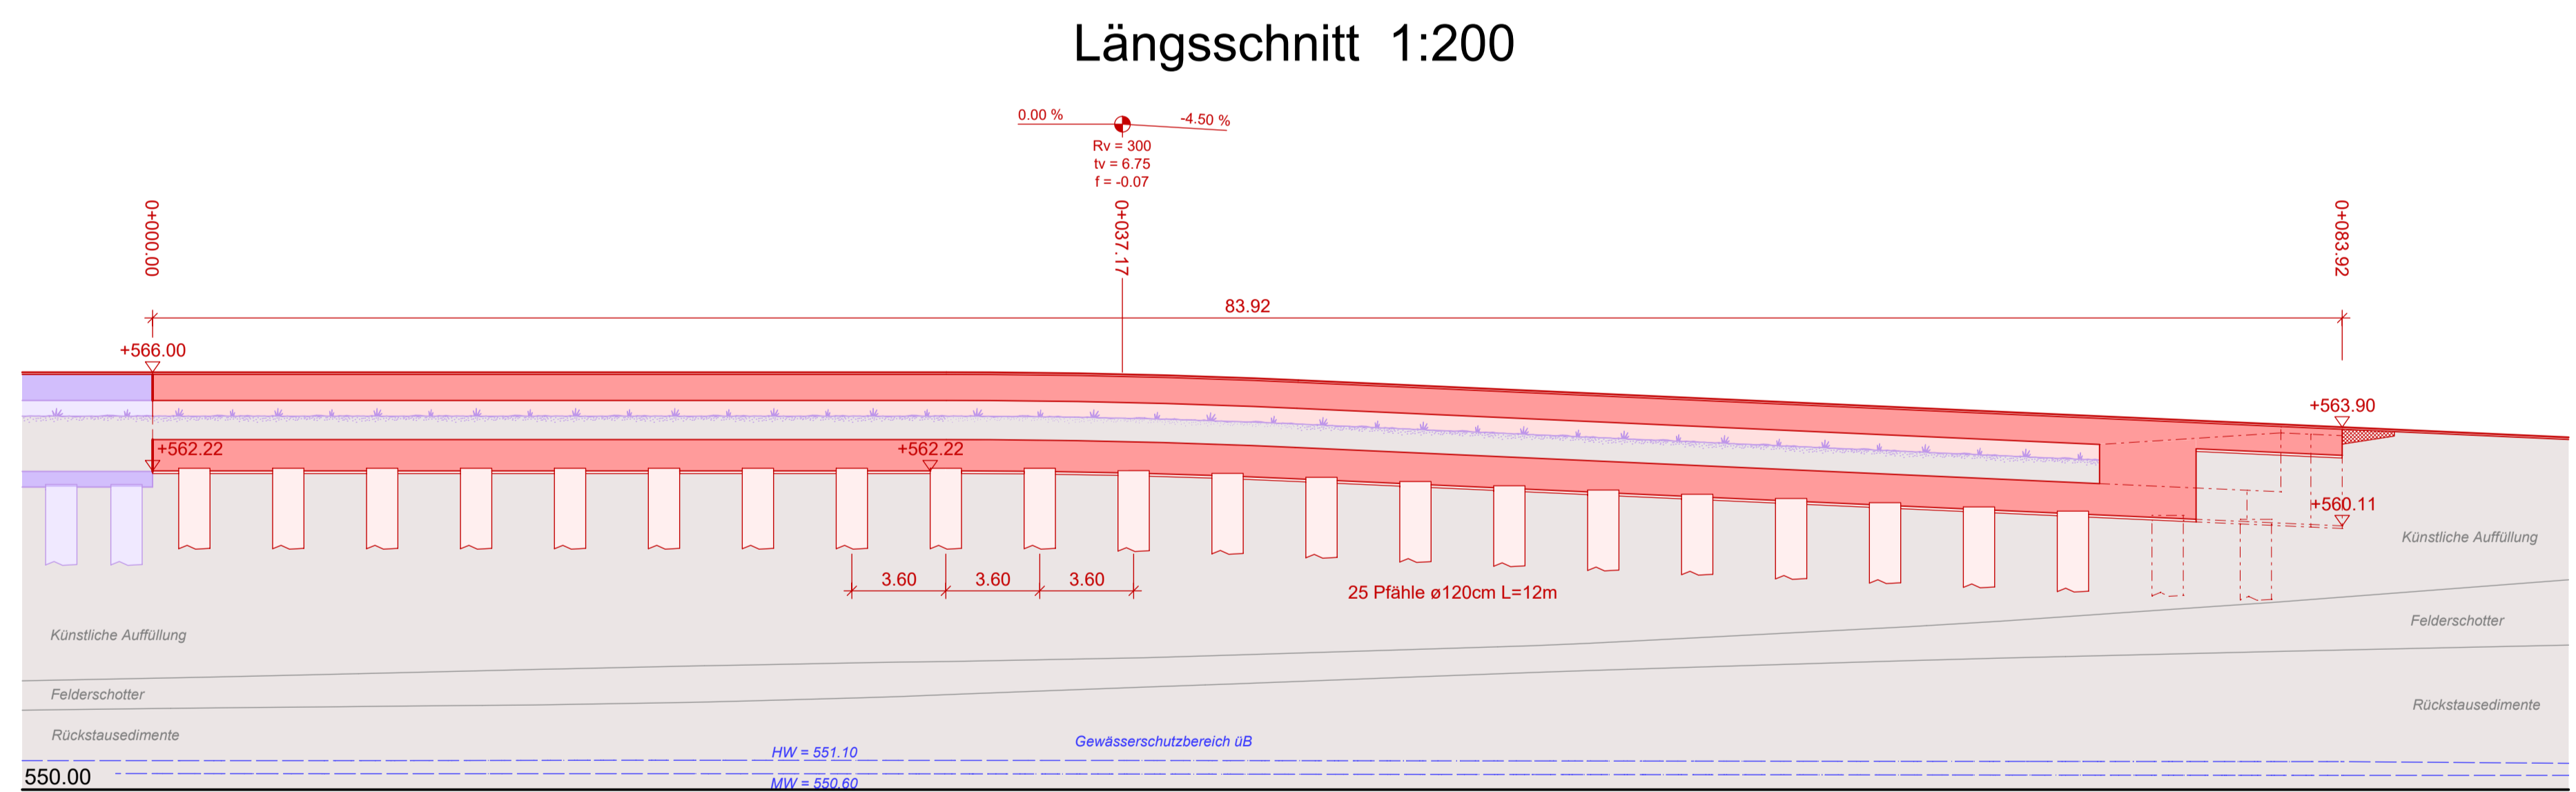 Längsschnitt 1:200
0.00 %
-4.50 %
Rv = 300
tv = 6.75
f = -0.07
0+000.00
0+037.17
0+083.92
83.92
+566.00
+563.90
+562.22
+562.22
+560.11
3.60
3.60
3.60
25 Pfähle ø120cm L=12m
Künstliche Auffüllung
Künstliche Auffüllung
Felderschotter
Felderschotter
Rückstausedimente
Rückstausedimente
Gewässerschutzbereich üB
HW = 551.10
550.00
MW = 550.60